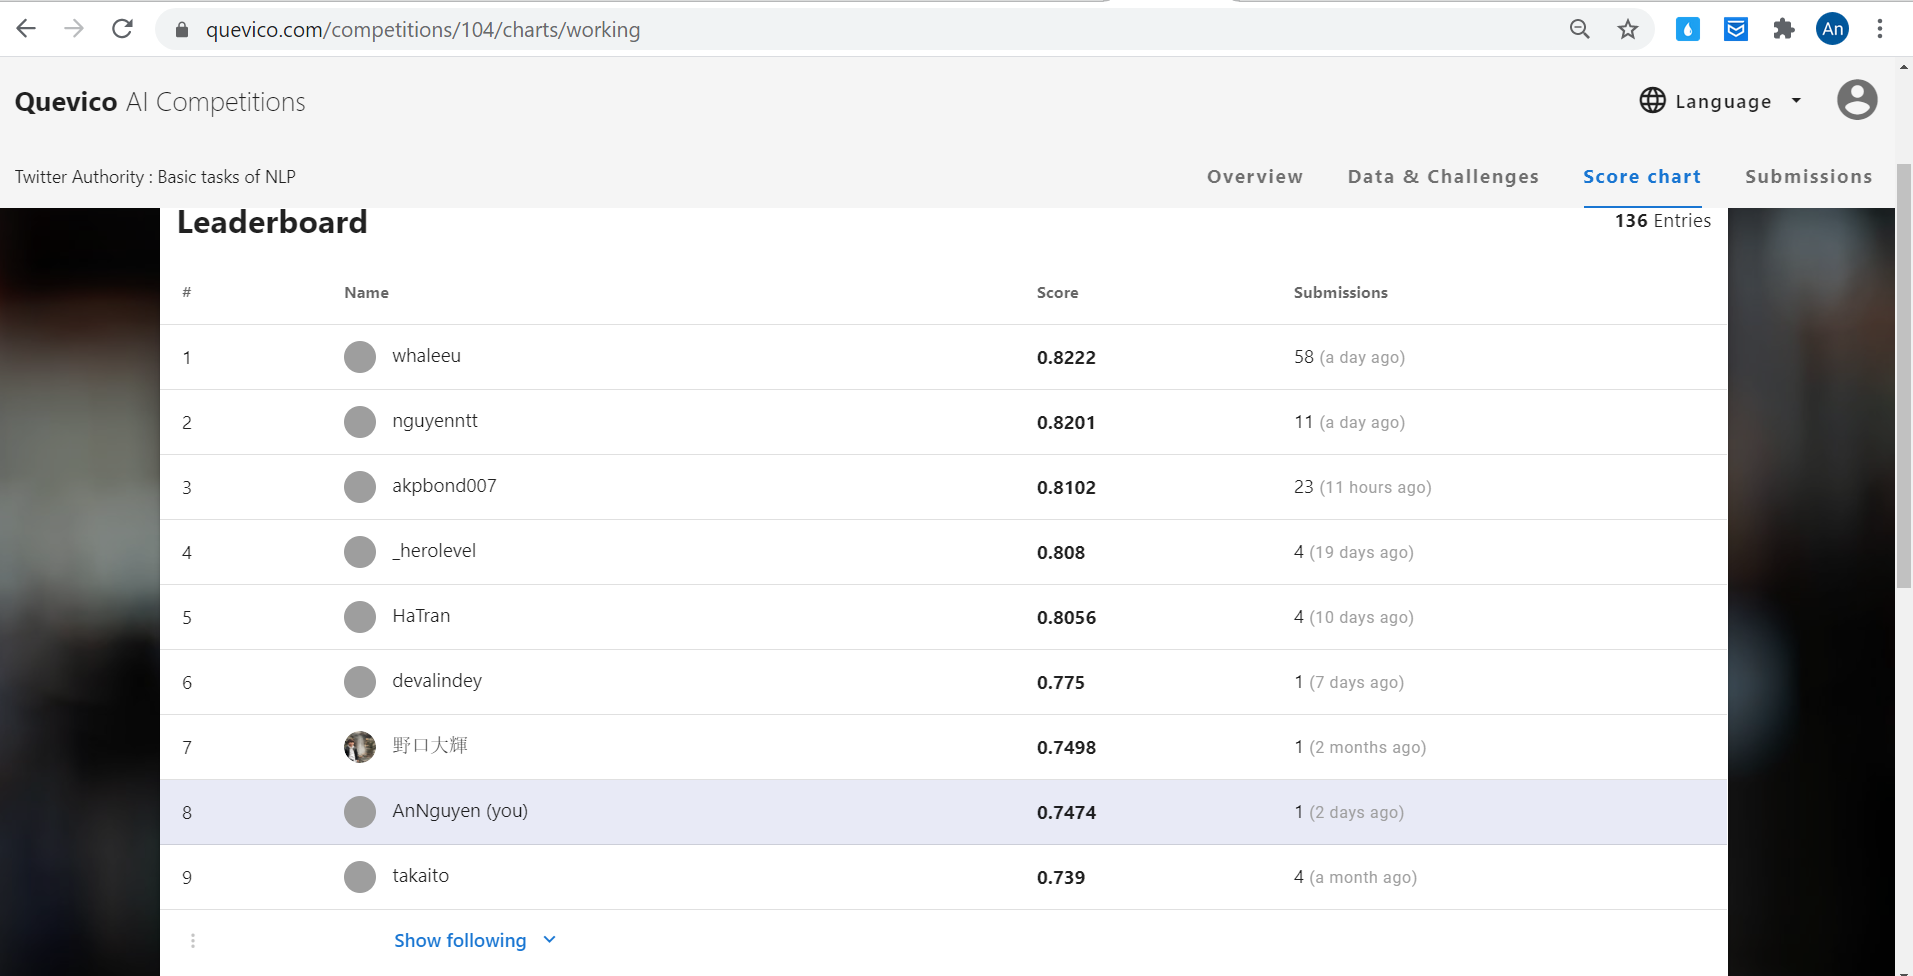 quevico.com/competitions/104/charts/working
An
Quevico AI Competitions
Language
Twitter Authority : Basic tasks of NLP
Overview
Data & Challenges
Score chart
Submissions
Leaderboard
136 Entries
# Name Score Submissions
1 whaleeu 0.8222 58 (a day ago)
2 nguyenntt 0.8201 11 (a day ago)
3 akpbond007 0.8102 23 (11 hours ago)
4 _herolevel 0.808 4 (19 days ago)
5 HaTran 0.8056 4 (10 days ago)
6 devalindey 0.775 1 (7 days ago)
7 野口大輝 0.7498 1 (2 months ago)
8 AnNguyen (you) 0.7474 1 (2 days ago)
9 takaito 0.739 4 (a month ago)
Show following